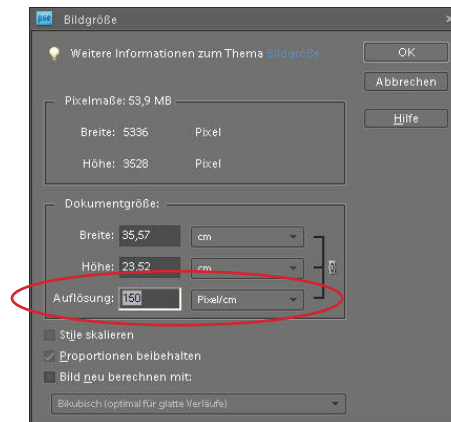 pse Bildgröße ×
Weitere Informationen zum Thema Bildgröße
OK
Abbrechen
Hilfe
Pixelmaße: 53,9 MB
Breite: 5336 Pixel
Höhe: 3528 Pixel
Dokumentgröße:
Breite: 35,57 cm
Höhe: 23,52 cm
Auflösung: 150 Pixel/cm
Stile skalieren
Proportionen beibehalten
Bild neu berechnen mit:
Bikubisch (optimal für glatte Verläufe)